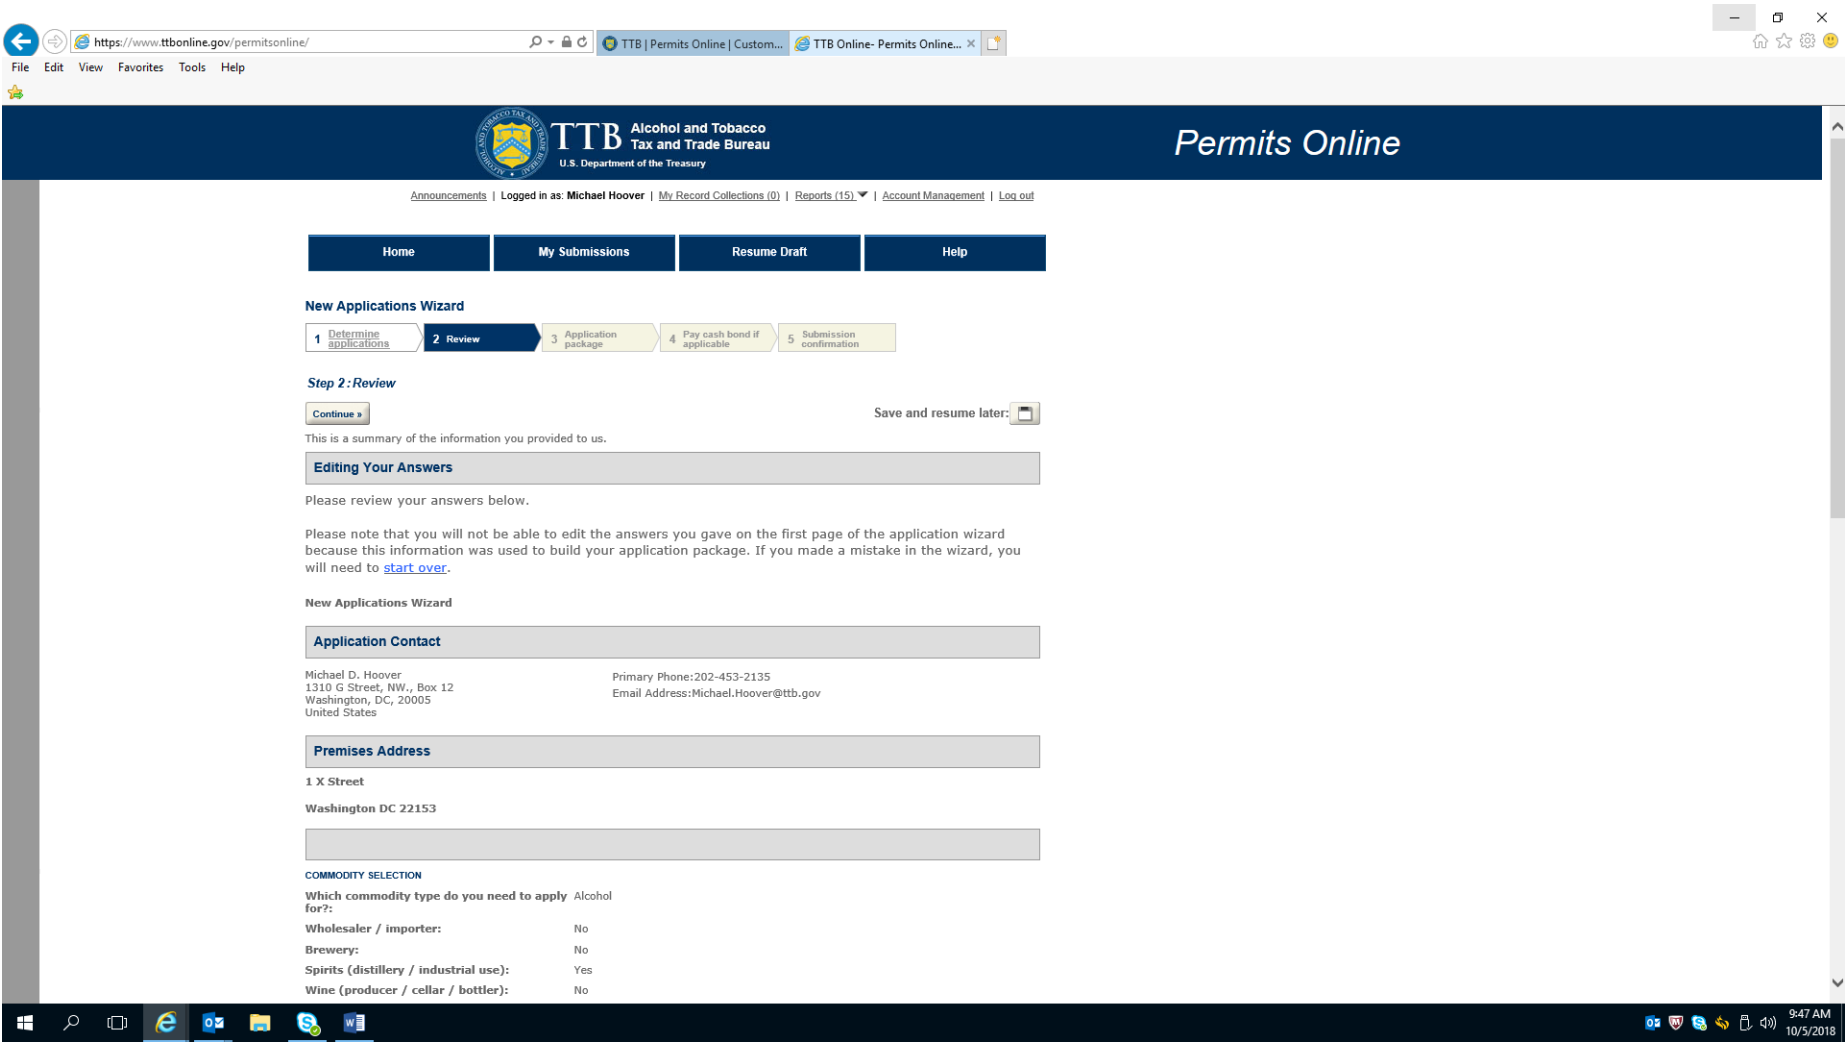 https://www.ttbonline.gov/permitsonline/
TTB | Permits Online | Custom...
TTB Online- Permits Online...
File Edit View Favorites Tools Help
TTB Alcohol and Tobacco
Tax and Trade Bureau
U.S. Department of the Treasury
Permits Online
Announcements | Logged in as: Michael Hoover | My Record Collections (0) | Reports (15) | Account Management | Log out
Home My Submissions Resume Draft Help
New Applications Wizard
1 Determine applications
2 Review
3 Application package
4 Pay cash bond if applicable
5 Submission confirmation
Step 2 : Review
Continue »
Save and resume later:
This is a summary of the information you provided to us.
Editing Your Answers
Please review your answers below.
Please note that you will not be able to edit the answers you gave on the first page of the application wizard
because this information was used to build your application package. If you made a mistake in the wizard, you
will need to start over.
New Applications Wizard
Application Contact
Michael D. Hoover
1310 G Street, NW., Box 12
Washington, DC, 20005
United States
Primary Phone:202-453-2135
Email Address:Michael.Hoover@ttb.gov
Premises Address
1 X Street
Washington DC 22153
COMMODITY SELECTION
Which commodity type do you need to apply Alcohol
for?:
Wholesaler / importer: No
Brewery: No
Spirits (distillery / industrial use): Yes
Wine (producer / cellar / bottler): No
9:47 AM
10/5/2018